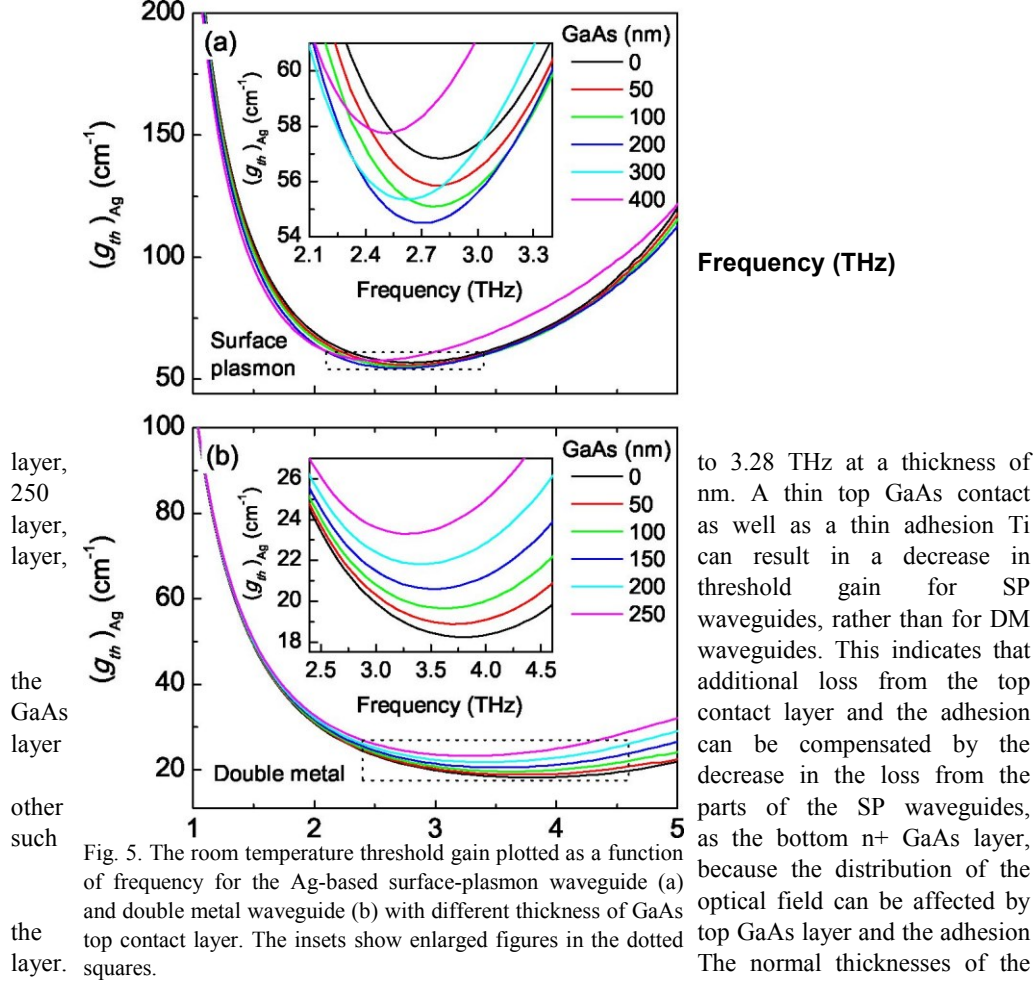 200
150
100
50
(g_th)_Ag (cm⁻¹)
(a)
60
58
56
54
(g_th)_Ag (cm⁻¹)
2.1 2.4 2.7 3.0 3.3
Frequency (THz)
GaAs (nm)
0
50
100
200
300
400
Surface
plasmon
Frequency (THz)
100
80
60
40
20
(g_th)_Ag (cm⁻¹)
(b)
26
24
22
20
18
(g_th)_Ag (cm⁻¹)
2.5 3.0 3.5 4.0 4.5
Frequency (THz)
GaAs (nm)
0
50
100
150
200
250
Double metal
1 2 3 4 5
Fig. 5. The room temperature threshold gain plotted as a function
of frequency for the Ag-based surface-plasmon waveguide (a)
and double metal waveguide (b) with different thickness of GaAs
top contact layer. The insets show enlarged figures in the dotted
squares.
layer, to 3.28 THz at a thickness of
250 nm. A thin top GaAs contact
layer, as well as a thin adhesion Ti
layer, can result in a decrease in
threshold gain for SP
waveguides, rather than for DM
waveguides. This indicates that
the additional loss from the top
GaAs contact layer and the adhesion
layer can be compensated by the
decrease in the loss from the
other parts of the SP waveguides,
such as the bottom n+ GaAs layer,
because the distribution of the
optical field can be affected by
the top GaAs layer and the adhesion
layer. The normal thicknesses of the